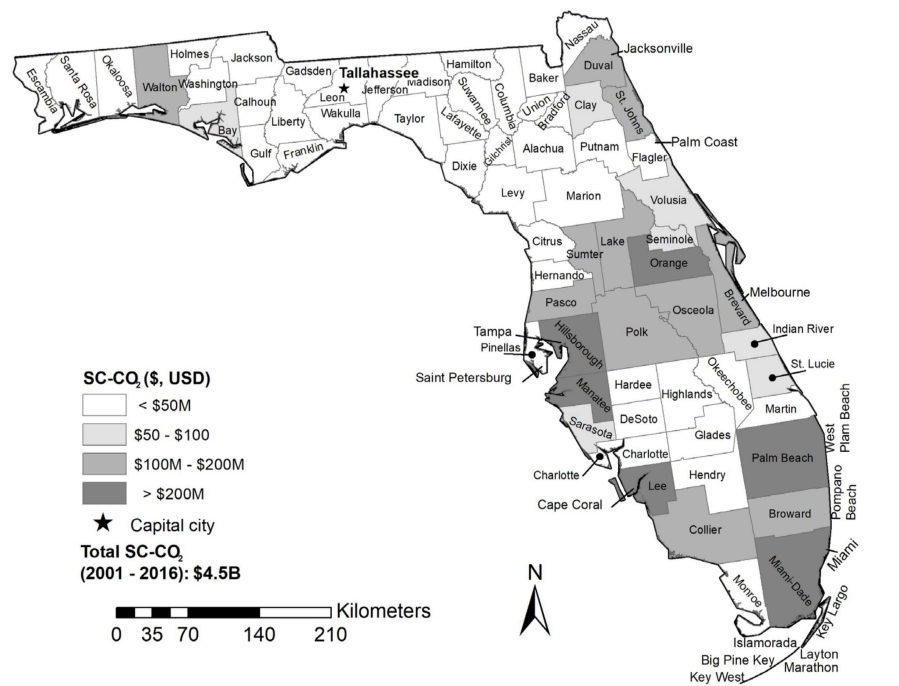 Nassau
Jacksonville
Holmes
Jackson
Hamilton
Duval
Escambia
Santa Rosa
Okaloosa
Walton
Washington
Gadsden
Tallahassee
Madison
Baker
Leon
Jefferson
Suwannee
Columbia
Union
Bradford
Clay
St. Johns
Calhoun
Liberty
Wakulla
Taylor
Lafayette
Bay
Gulf
Franklin
Dixie
Gilchrist
Alachua
Putnam
Palm Coast
Flagler
Levy
Marion
Volusia
Citrus
Sumter
Lake
Seminole
Orange
Hernando
Pasco
Osceola
Brevard
Melbourne
Tampa
Pinellas
Hillsborough
Polk
Indian River
Saint Petersburg
Manatee
Hardee
Highlands
Okeechobee
St. Lucie
Sarasota
DeSoto
Martin
Charlotte
Glades
West
Plam Beach
Charlotte
Lee
Hendry
Palm Beach
Cape Coral
Pompano
Beach
Collier
Broward
Miami
Monroe
Miami-Dade
Key Largo
Islamorada
Layton
Big Pine Key
Marathon
Key West
SC-CO₂ ($, USD)
< $50M
$50 - $100
$100M - $200M
> $200M
Capital city
Total SC-CO₂
(2001 - 2016): $4.5B
N
Kilometers
0 35 70 140 210